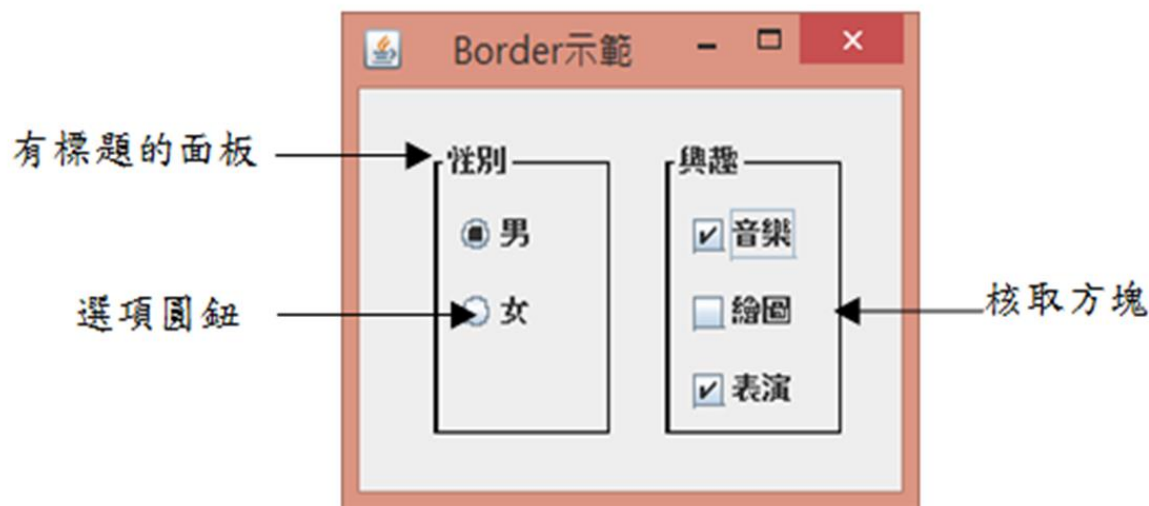 Border示範
有標題的面板
性別
興趣
男
音樂
選項圓鈕
女
繪圖
核取方塊
表演